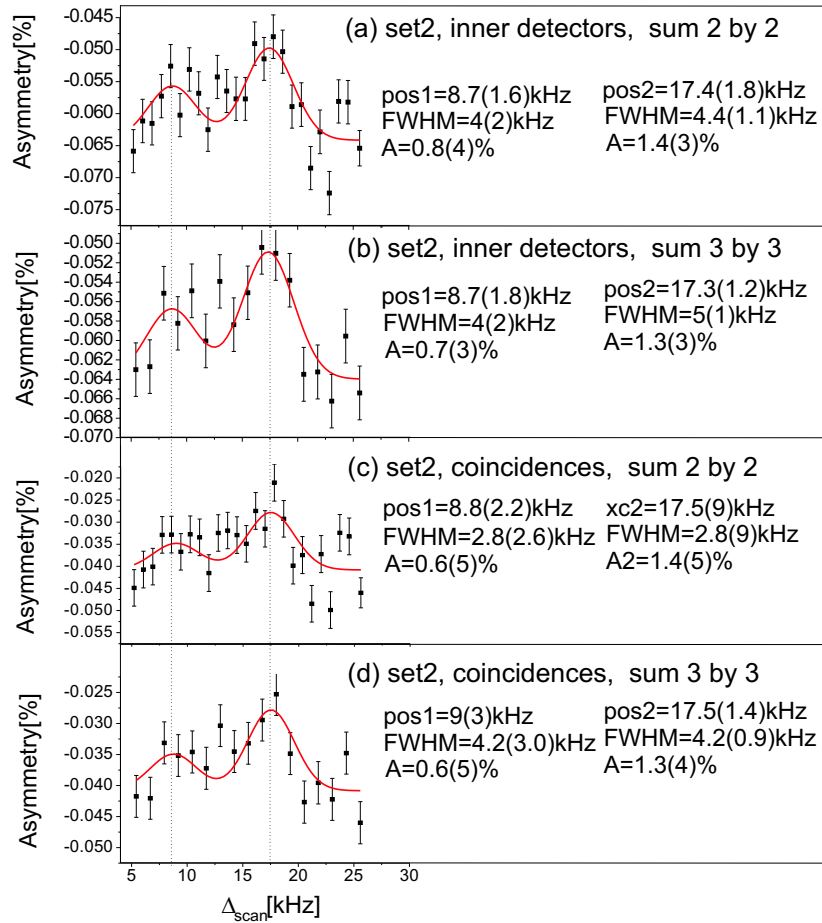 (a) set2, inner detectors, sum 2 by 2
pos1=8.7(1.6)kHz
FWHM=4(2)kHz
A=0.8(4)%
pos2=17.4(1.8)kHz
FWHM=4.4(1.1)kHz
A=1.4(3)%
Asymmetry[%]
-0.045
-0.050
-0.055
-0.060
-0.065
-0.070
-0.075
(b) set2, inner detectors, sum 3 by 3
pos1=8.7(1.8)kHz
FWHM=4(2)kHz
A=0.7(3)%
pos2=17.3(1.2)kHz
FWHM=5(1)kHz
A=1.3(3)%
Asymmetry[%]
-0.050
-0.052
-0.054
-0.056
-0.058
-0.060
-0.062
-0.064
-0.066
-0.068
-0.070
(c) set2, coincidences, sum 2 by 2
pos1=8.8(2.2)kHz
FWHM=2.8(2.6)kHz
A=0.6(5)%
xc2=17.5(9)kHz
FWHM=2.8(9)kHz
A2=1.4(5)%
Asymmetry[%]
-0.020
-0.025
-0.030
-0.035
-0.040
-0.045
-0.050
-0.055
(d) set2, coincidences, sum 3 by 3
pos1=9(3)kHz
FWHM=4.2(3.0)kHz
A=0.6(5)%
pos2=17.5(1.4)kHz
FWHM=4.2(0.9)kHz
A=1.3(4)%
Asymmetry[%]
-0.025
-0.030
-0.035
-0.040
-0.045
-0.050
5 10 15 20 25 30
Δscan[kHz]